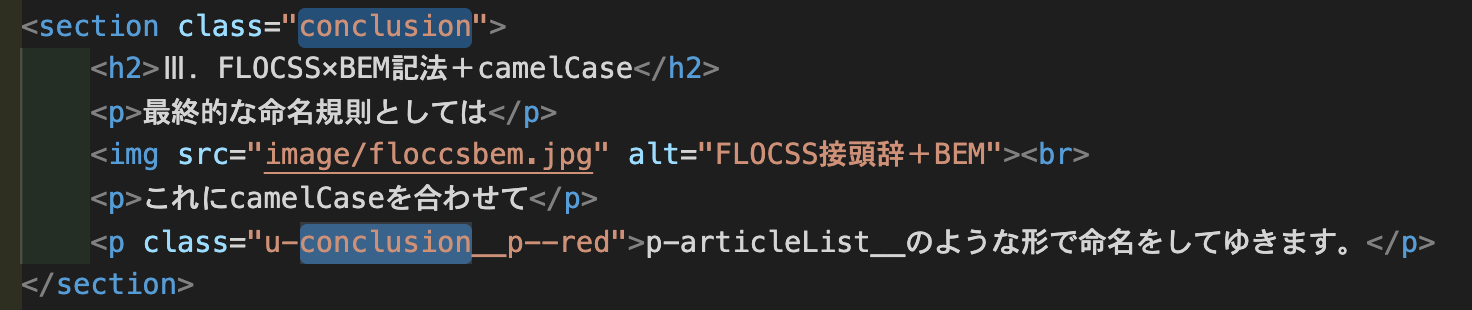 <section class="conclusion">
<h2>Ⅲ. FLOCSS×BEM記法＋camelCase</h2>
<p>最終的な命名規則としては</p>
<img src="image/floccsbem.jpg" alt="FLOCSS接頭辞＋BEM"><br>
<p>これにcamelCaseを合わせて</p>
<p class="u-conclusion__p--red">p-articleList__のような形で命名をしてゆきます。</p>
</section>